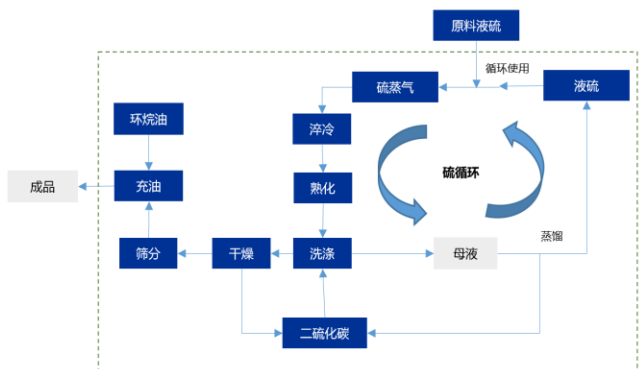 原料液硫
循环使用
硫蒸气
液硫
环烷油
淬冷
硫循环
成品
充油
熟化
蒸馏
筛分
干燥
洗涤
母液
二硫化碳